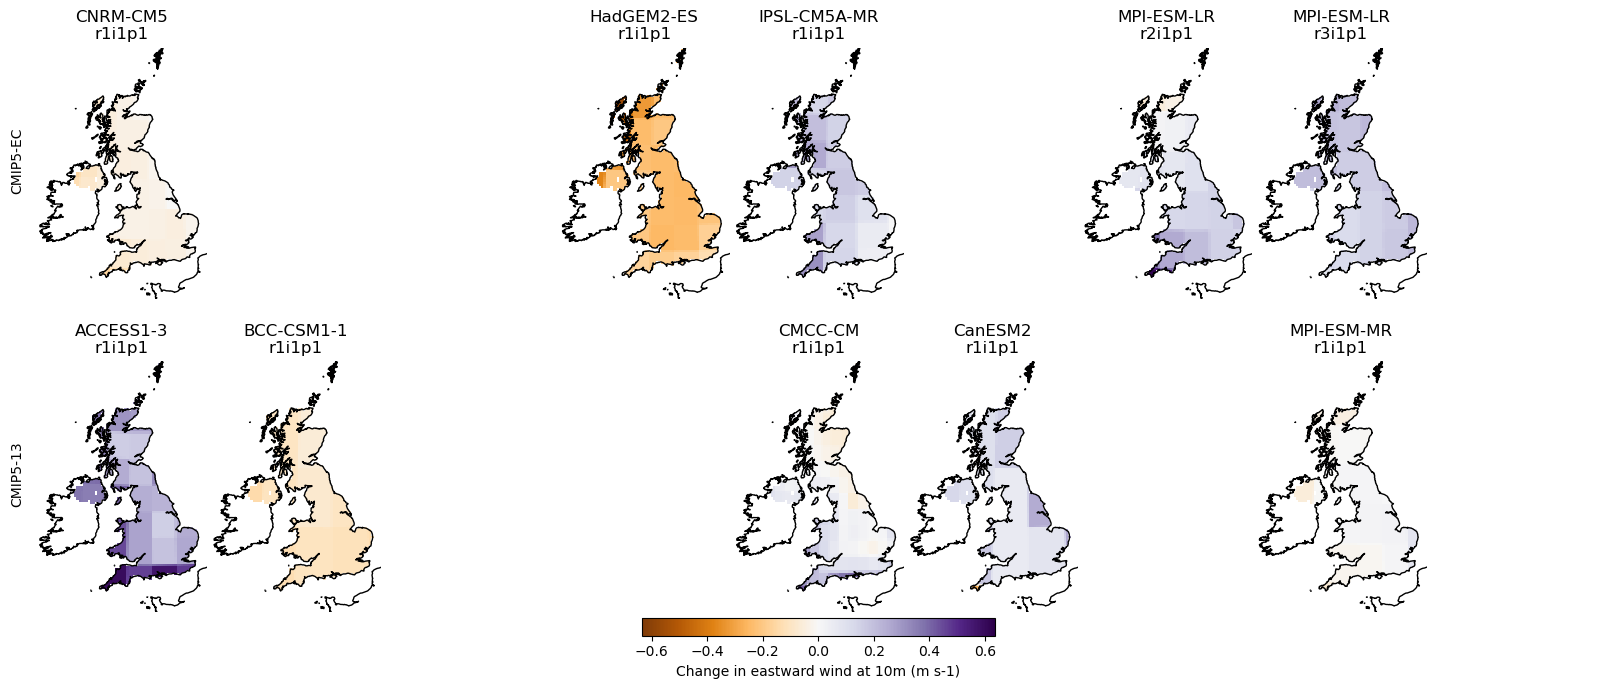 CNRM-CM5
r1i1p1
HadGEM2-ES
r1i1p1
IPSL-CM5A-MR
r1i1p1
MPI-ESM-LR
r2i1p1
MPI-ESM-LR
r3i1p1
CMIP5-EC
ACCESS1-3
r1i1p1
BCC-CSM1-1
r1i1p1
CMCC-CM
r1i1p1
CanESM2
r1i1p1
MPI-ESM-MR
r1i1p1
CMIP5-13
−0.6 −0.4 −0.2 0.0 0.2 0.4 0.6
Change in eastward wind at 10m (m s-1)